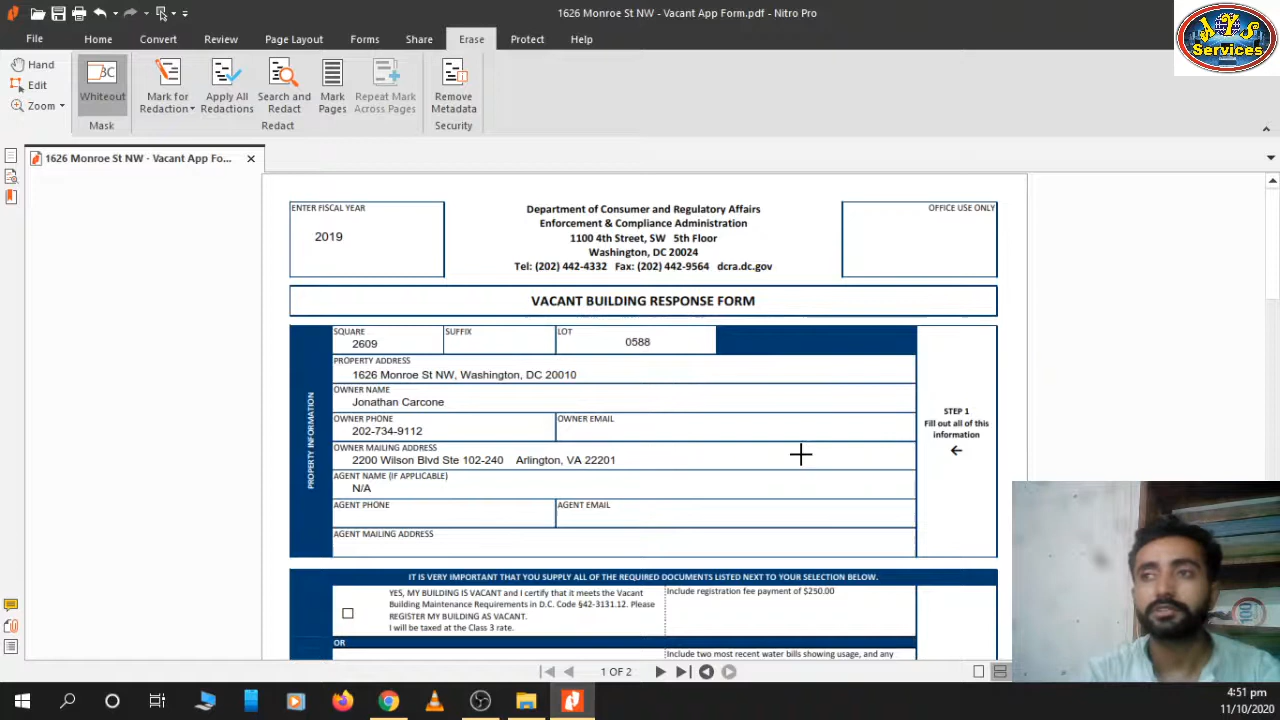 1626 Monroe St NW - Vacant App Form.pdf - Nitro Pro
AYS
Services
File Home Convert Review Page Layout Forms Share Erase Protect Help
Hand
Edit
Zoom
Whiteout
Mark for Redaction
Apply All Redactions
Search and Redact
Mark Pages
Repeat Mark Across Pages
Remove Metadata
Mask
Redact
Security
1626 Monroe St NW - Vacant App Fo...
ENTER FISCAL YEAR
2019
Department of Consumer and Regulatory Affairs
Enforcement & Compliance Administration
1100 4th Street, SW 5th Floor
Washington, DC 20024
Tel: (202) 442-4332 Fax: (202) 442-9564 dcra.dc.gov
OFFICE USE ONLY
VACANT BUILDING RESPONSE FORM
PROPERTY INFORMATION
SQUARE SUFFIX LOT
2609 0588
PROPERTY ADDRESS
1626 Monroe St NW, Washington, DC 20010
OWNER NAME
Jonathan Carcone
OWNER PHONE OWNER EMAIL
202-734-9112
OWNER MAILING ADDRESS
2200 Wilson Blvd Ste 102-240 Arlington, VA 22201
AGENT NAME (IF APPLICABLE)
N/A
AGENT PHONE AGENT EMAIL
AGENT MAILING ADDRESS
STEP 1
Fill out all of this
information
IT IS VERY IMPORTANT THAT YOU SUPPLY ALL OF THE REQUIRED DOCUMENTS LISTED NEXT TO YOUR SELECTION BELOW.
YES, MY BUILDING IS VACANT and I certify that it meets the Vacant
Building Maintenance Requirements in D.C. Code §42-3131.12. Please
REGISTER MY BUILDING AS VACANT.
I will be taxed at the Class 3 rate.
Include registration fee payment of $250.00
OR
Include two most recent water bills showing usage, and any
1 OF 2
4:51 pm
11/10/2020